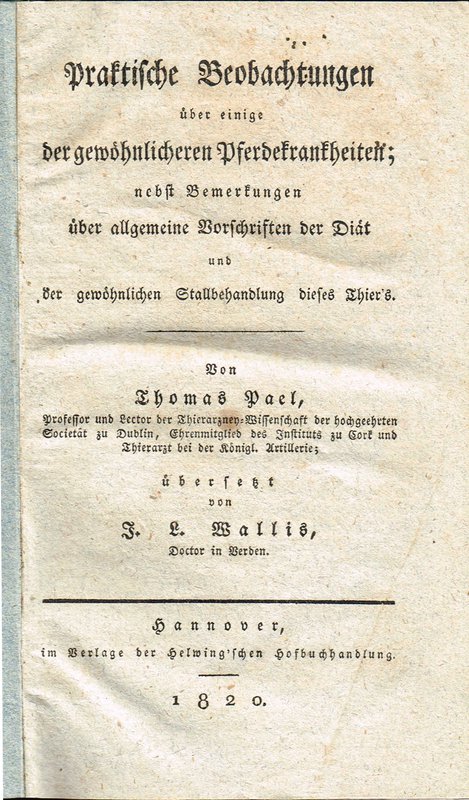 Praktische Beobachtungen
über einige
der gewöhnlicheren Pferdekrankheiten;
nebst Bemerkungen
über allgemeine Vorschriften der Diät
und
der gewöhnlichen Stallbehandlung dieses Thier's.
Von
Thomas Pael,
Professor und Lector der Thierarzney-Wissenschaft der hochgeehrten
Societät zu Dublin, Ehrenmitglied des Instituts zu Cork und
Thierarzt bei der Königl. Artillerie;
übersetzt
von
J. L. Wallis,
Doctor in Verden.
Hannover,
im Verlage der Helwing'schen Hofbuchhandlung.
1820.